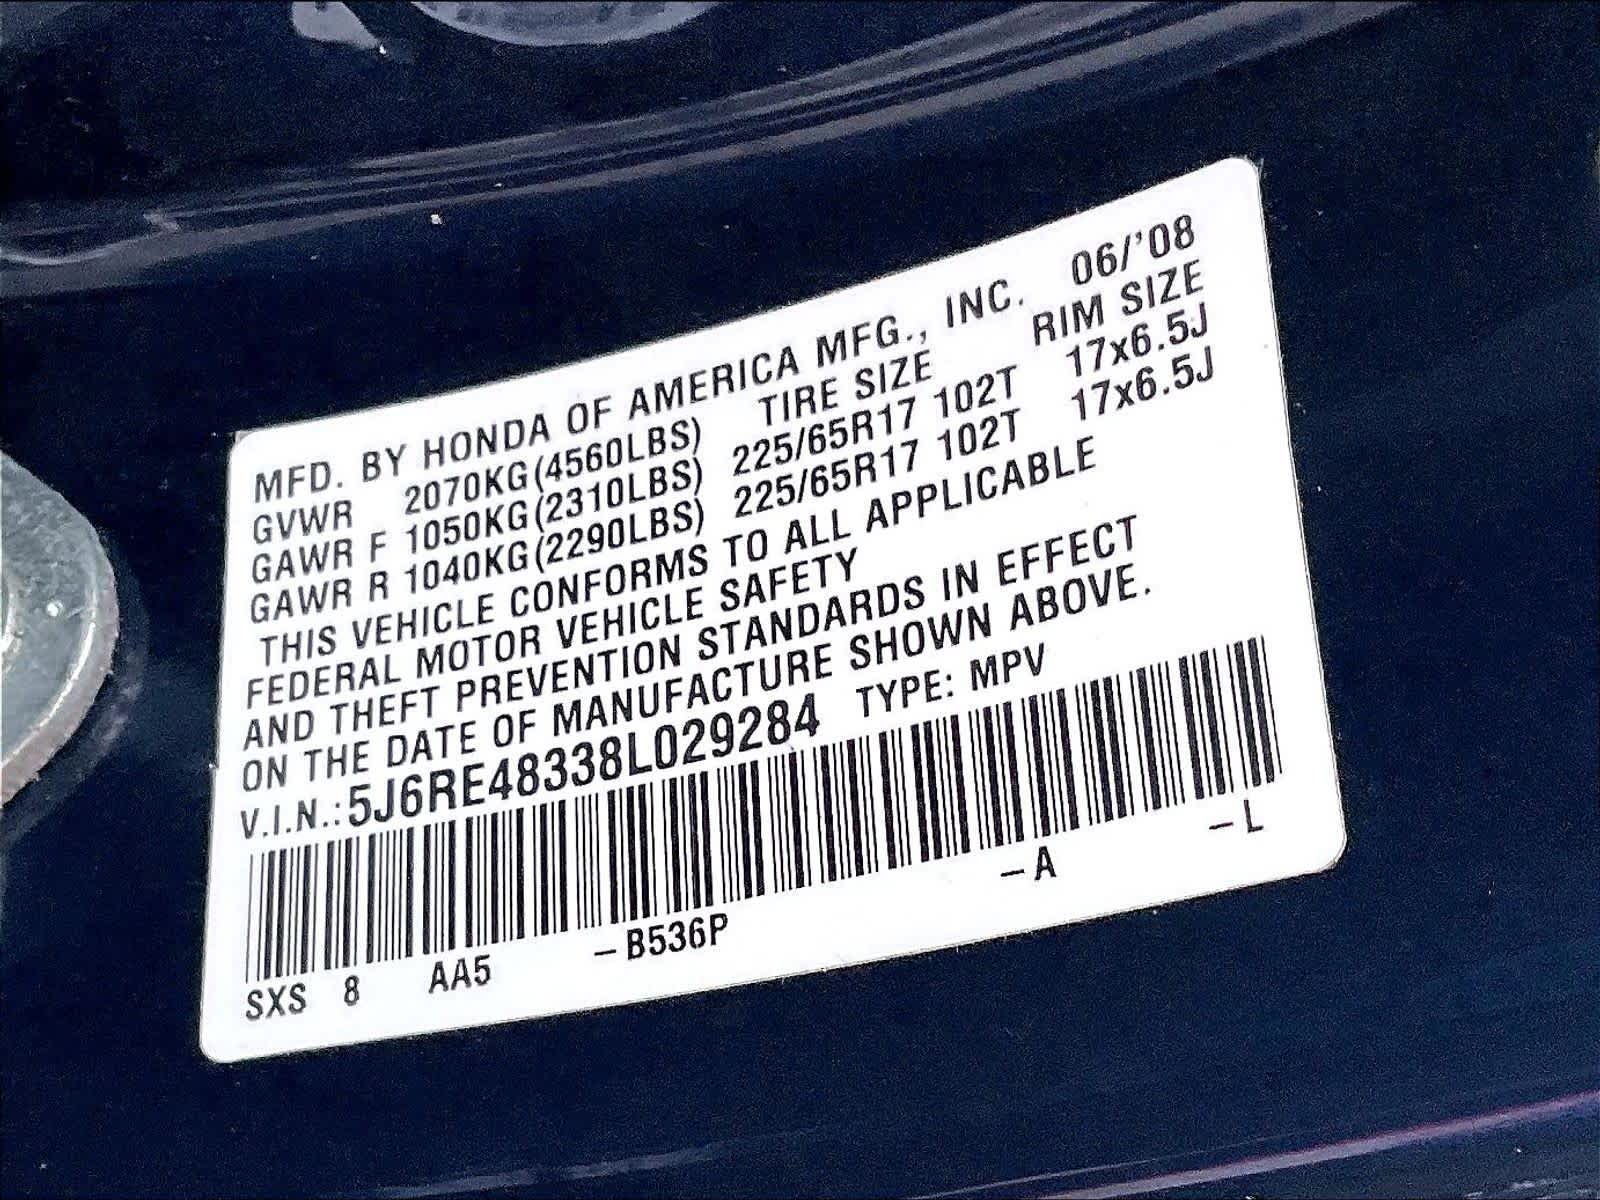 MFD. BY HONDA OF AMERICA MFG., INC. 06/'08
TIRE SIZE RIM SIZE
GVWR 2070KG(4560LBS)
GAWR F 1050KG(2310LBS) 225/65R17 102T 17x6.5J
GAWR R 1040KG(2290LBS) 225/65R17 102T 17x6.5J
THIS VEHICLE CONFORMS TO ALL APPLICABLE
FEDERAL MOTOR VEHICLE SAFETY
AND THEFT PREVENTION STANDARDS IN EFFECT
ON THE DATE OF MANUFACTURE SHOWN ABOVE.
V.I.N.:5J6RE48338L029284 TYPE: MPV
SXS 8 AA5 -B536P -A -L